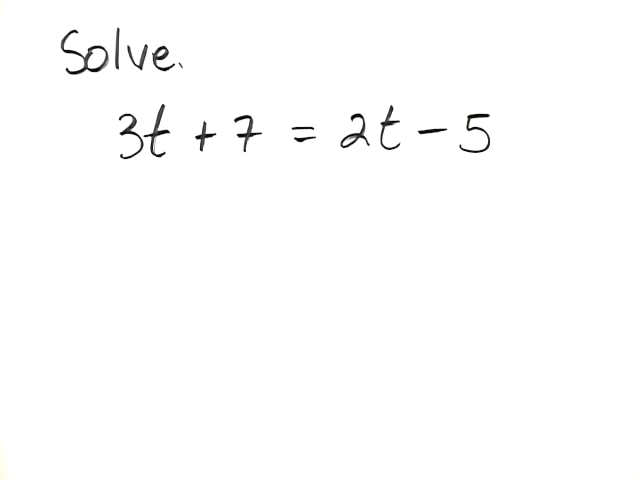 Solve.
3t + 7 = 2t - 5